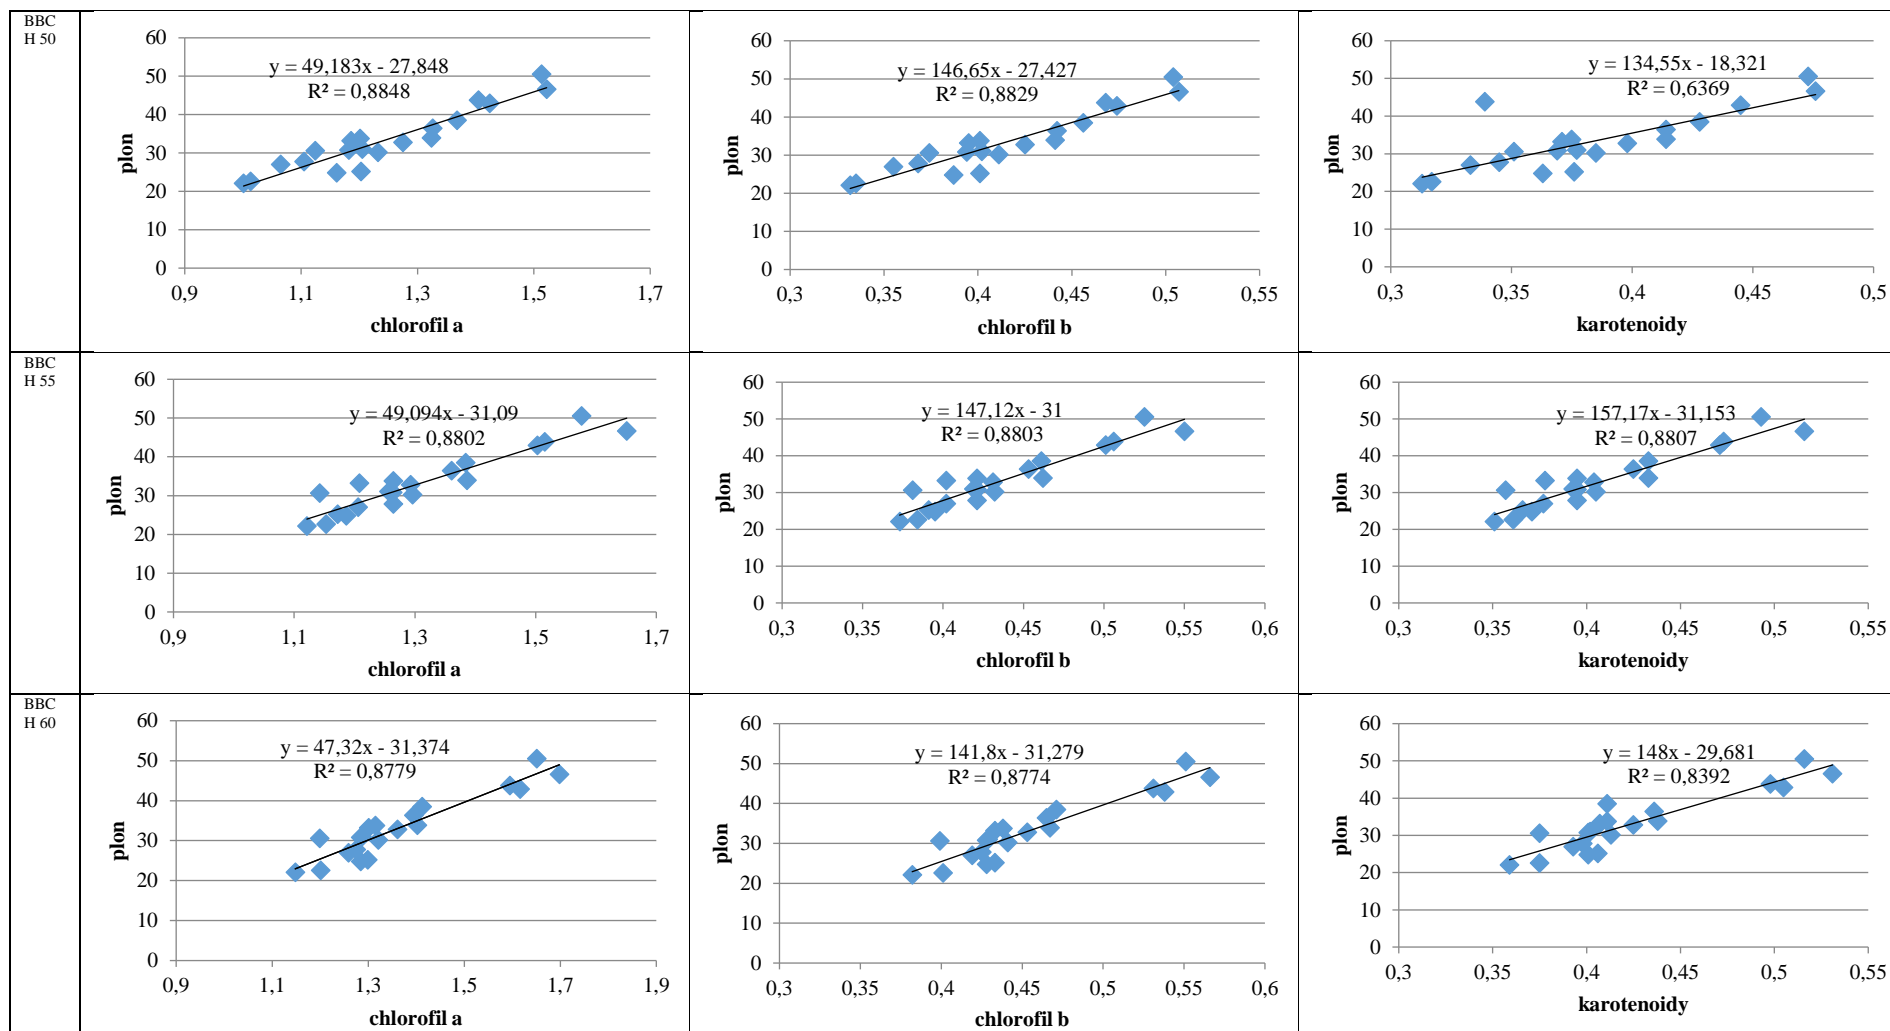 BBC
H 50
60
50
40
30
20
10
0
plon
y = 49,183x - 27,848
R² = 0,8848
0,9 1,1 1,3 1,5 1,7
chlorofil a
60
50
40
30
20
10
0
plon
y = 146,65x - 27,427
R² = 0,8829
0,3 0,35 0,4 0,45 0,5 0,55
chlorofil b
60
50
40
30
20
10
0
plon
y = 134,55x - 18,321
R² = 0,6369
0,3 0,35 0,4 0,45 0,5
karotenoidy
BBC
H 55
60
50
40
30
20
10
0
plon
y = 49,094x - 31,09
R² = 0,8802
0,9 1,1 1,3 1,5 1,7
chlorofil a
60
50
40
30
20
10
0
plon
y = 147,12x - 31
R² = 0,8803
0,3 0,35 0,4 0,45 0,5 0,55 0,6
chlorofil b
60
50
40
30
20
10
0
plon
y = 157,17x - 31,153
R² = 0,8807
0,3 0,35 0,4 0,45 0,5 0,55
karotenoidy
BBC
H 60
60
50
40
30
20
10
0
plon
y = 47,32x - 31,374
R² = 0,8779
0,9 1,1 1,3 1,5 1,7 1,9
chlorofil a
60
50
40
30
20
10
0
plon
y = 141,8x - 31,279
R² = 0,8774
0,3 0,35 0,4 0,45 0,5 0,55 0,6
chlorofil b
60
50
40
30
20
10
0
plon
y = 148x - 29,681
R² = 0,8392
0,3 0,35 0,4 0,45 0,5 0,55
karotenoidy